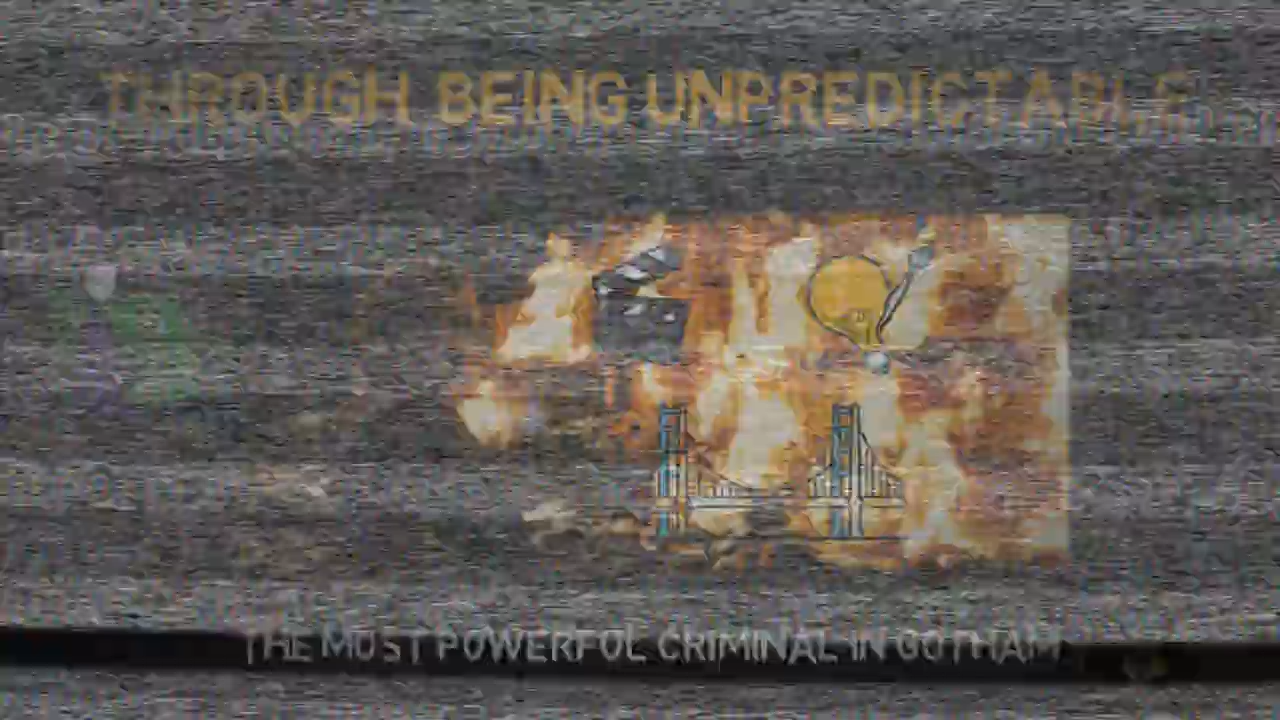 THROUGH BEING UNPREDICTABLE
THE MOST POWERFUL CRIMINAL IN GOTHAM